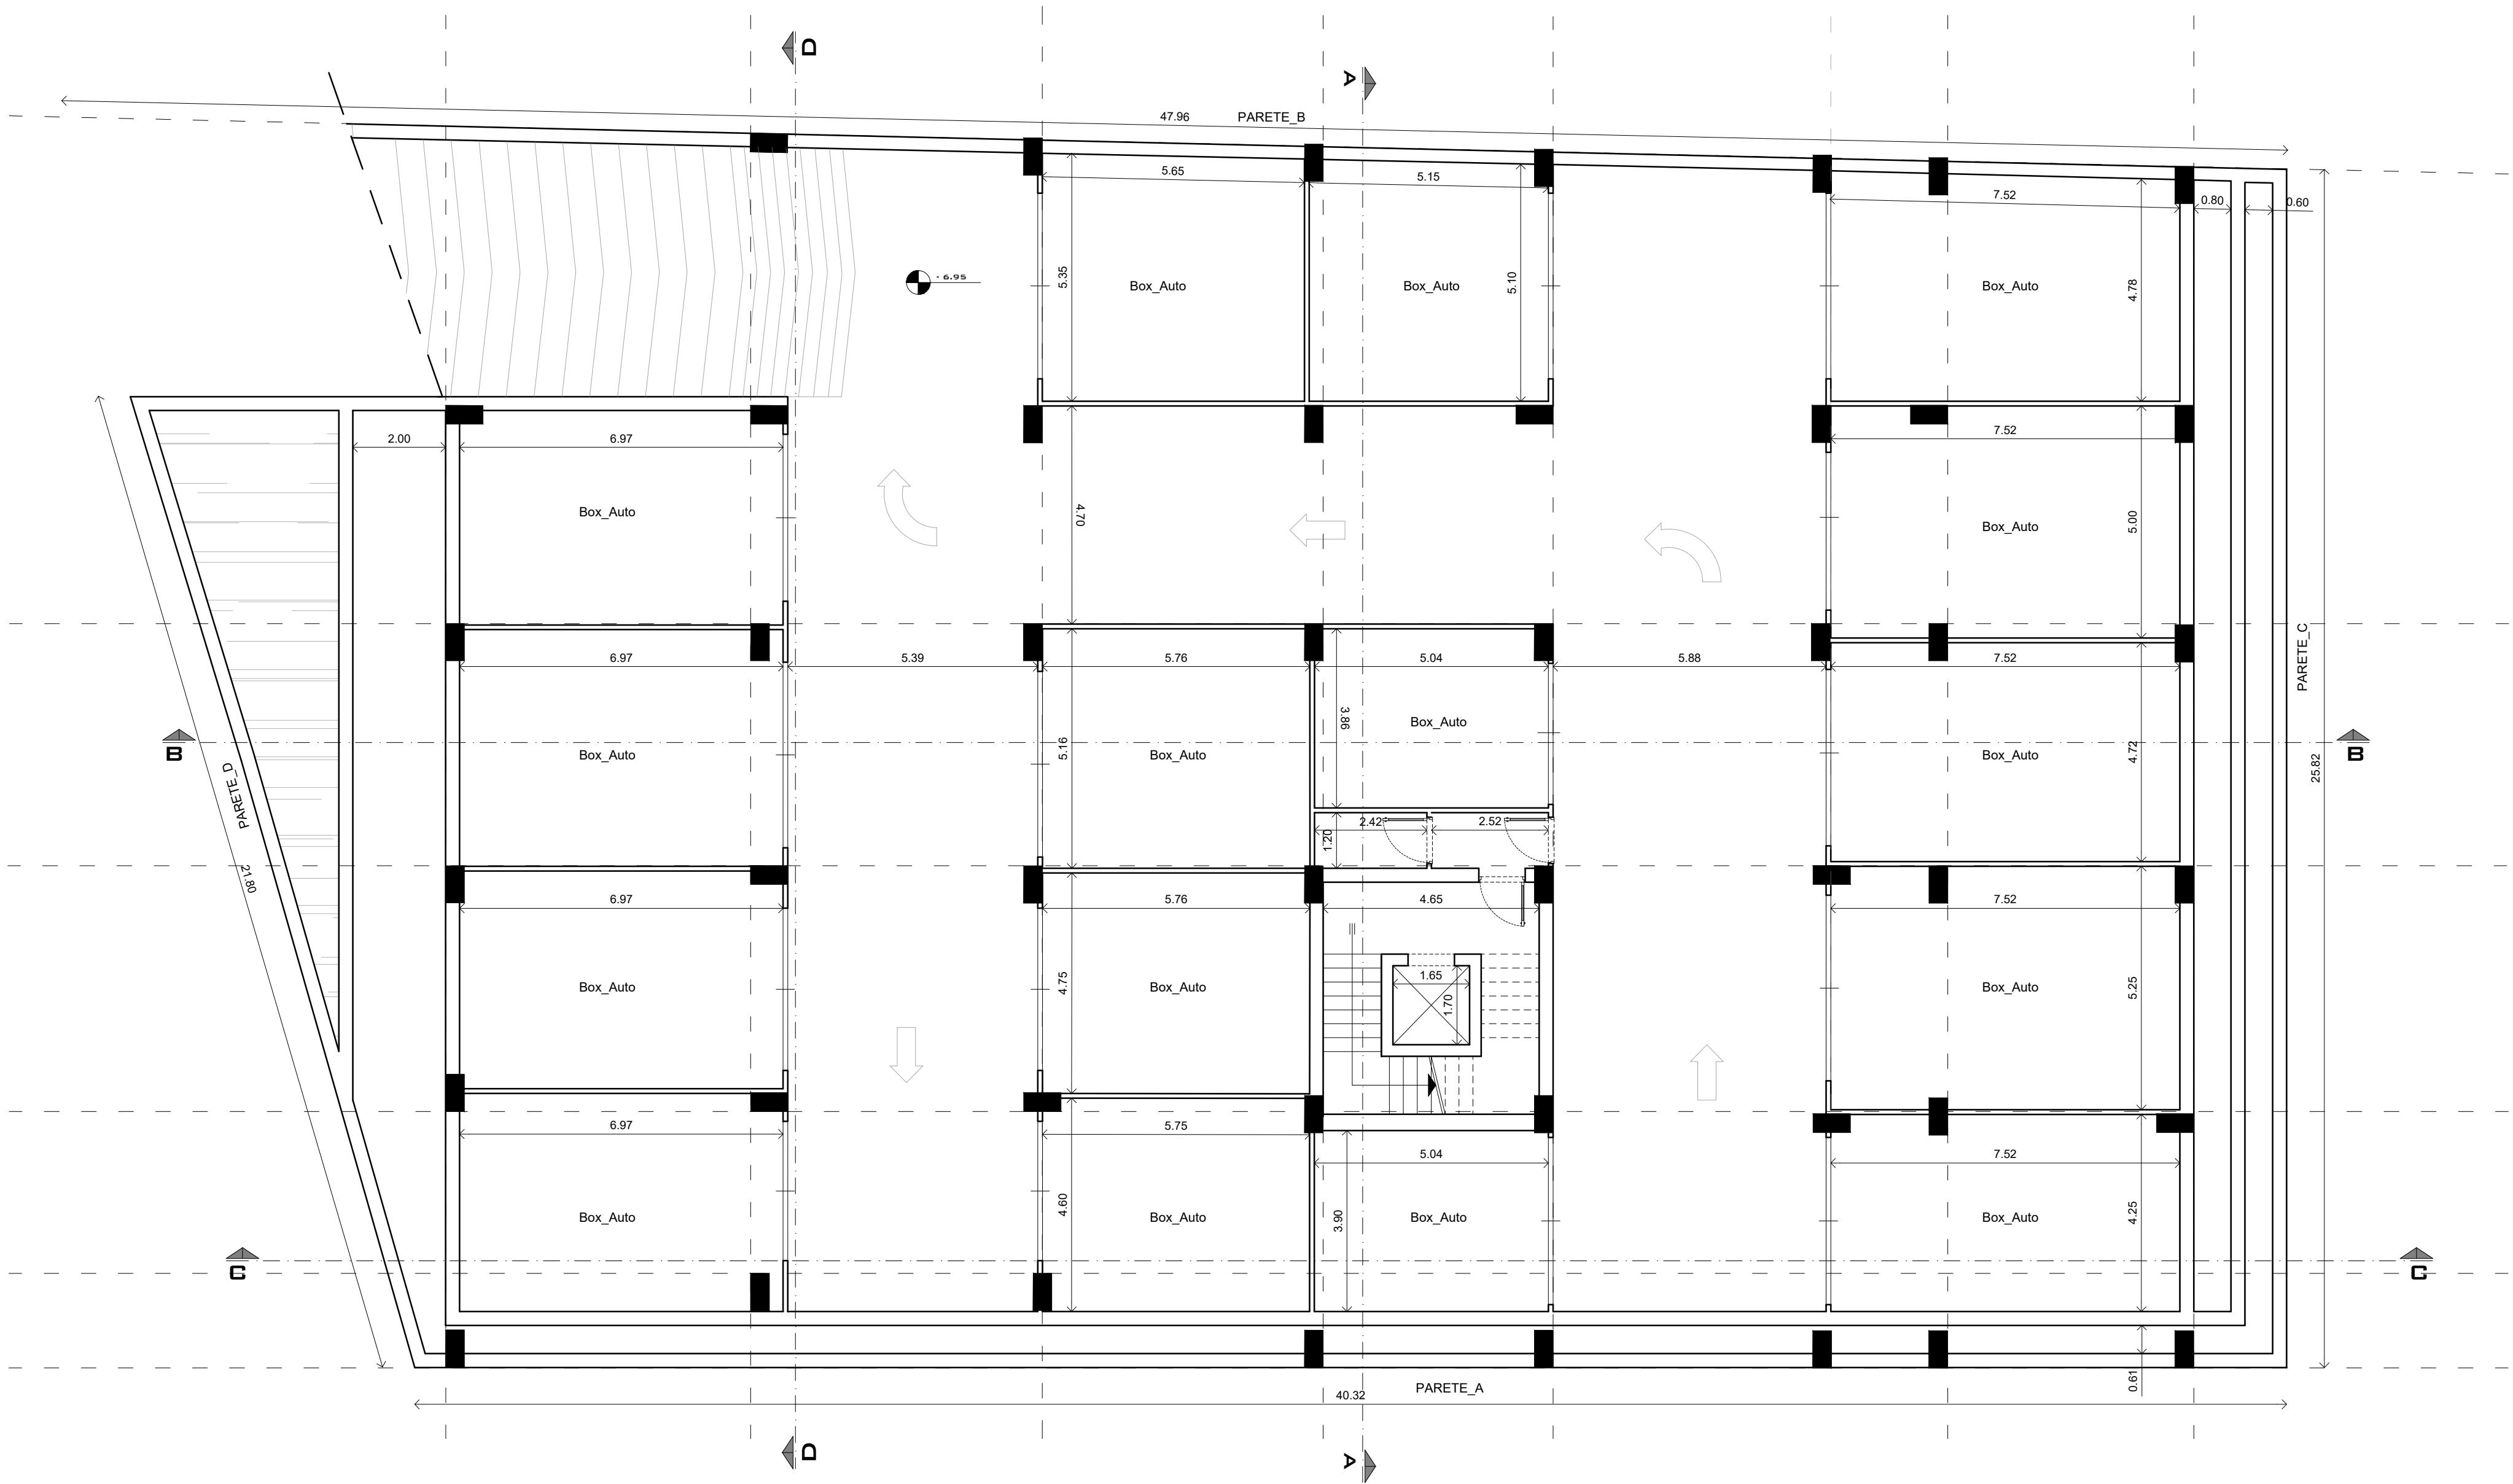 D
A
47.96
PARETE_B
5.65
5.15
7.52
0.80
0.60
- 6.95
5.35
Box_Auto
Box_Auto
5.10
Box_Auto
4.78
2.00
6.97
7.52
Box_Auto
4.70
Box_Auto
5.00
6.97
5.39
5.76
5.04
5.88
7.52
PARETE_C
3.86
Box_Auto
B
Box_Auto
5.16
Box_Auto
Box_Auto
4.72
B
25.82
PARETE_D
2.42
2.52
1.20
21.80
6.97
5.76
4.65
7.52
Box_Auto
4.75
Box_Auto
1.65
1.70
Box_Auto
5.25
6.97
5.75
5.04
7.52
Box_Auto
4.60
Box_Auto
3.90
Box_Auto
Box_Auto
4.25
C
C
0.61
PARETE_A
40.32
D
A